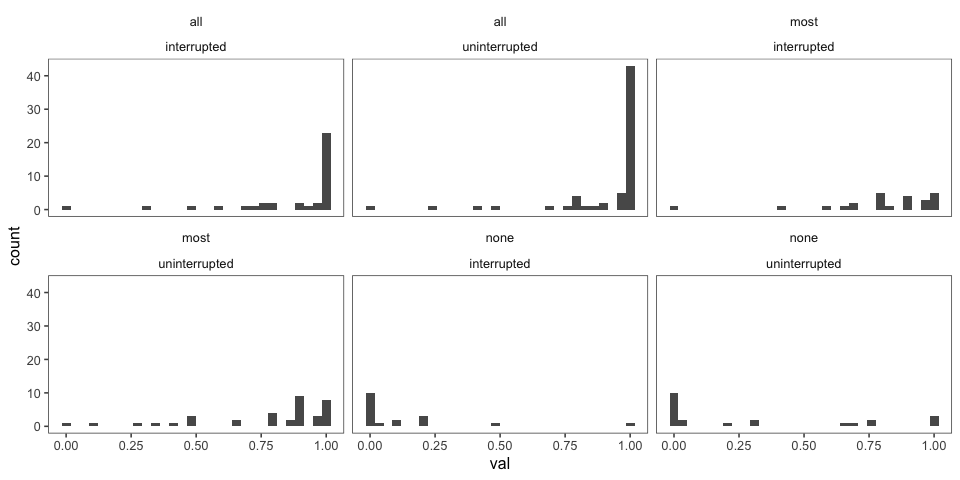 all all most
interrupted uninterrupted interrupted
40
30
20
10
0
most none none
uninterrupted interrupted uninterrupted
count
40
30
20
10
0
0.00 0.25 0.50 0.75 1.00 0.00 0.25 0.50 0.75 1.00 0.00 0.25 0.50 0.75 1.00
val